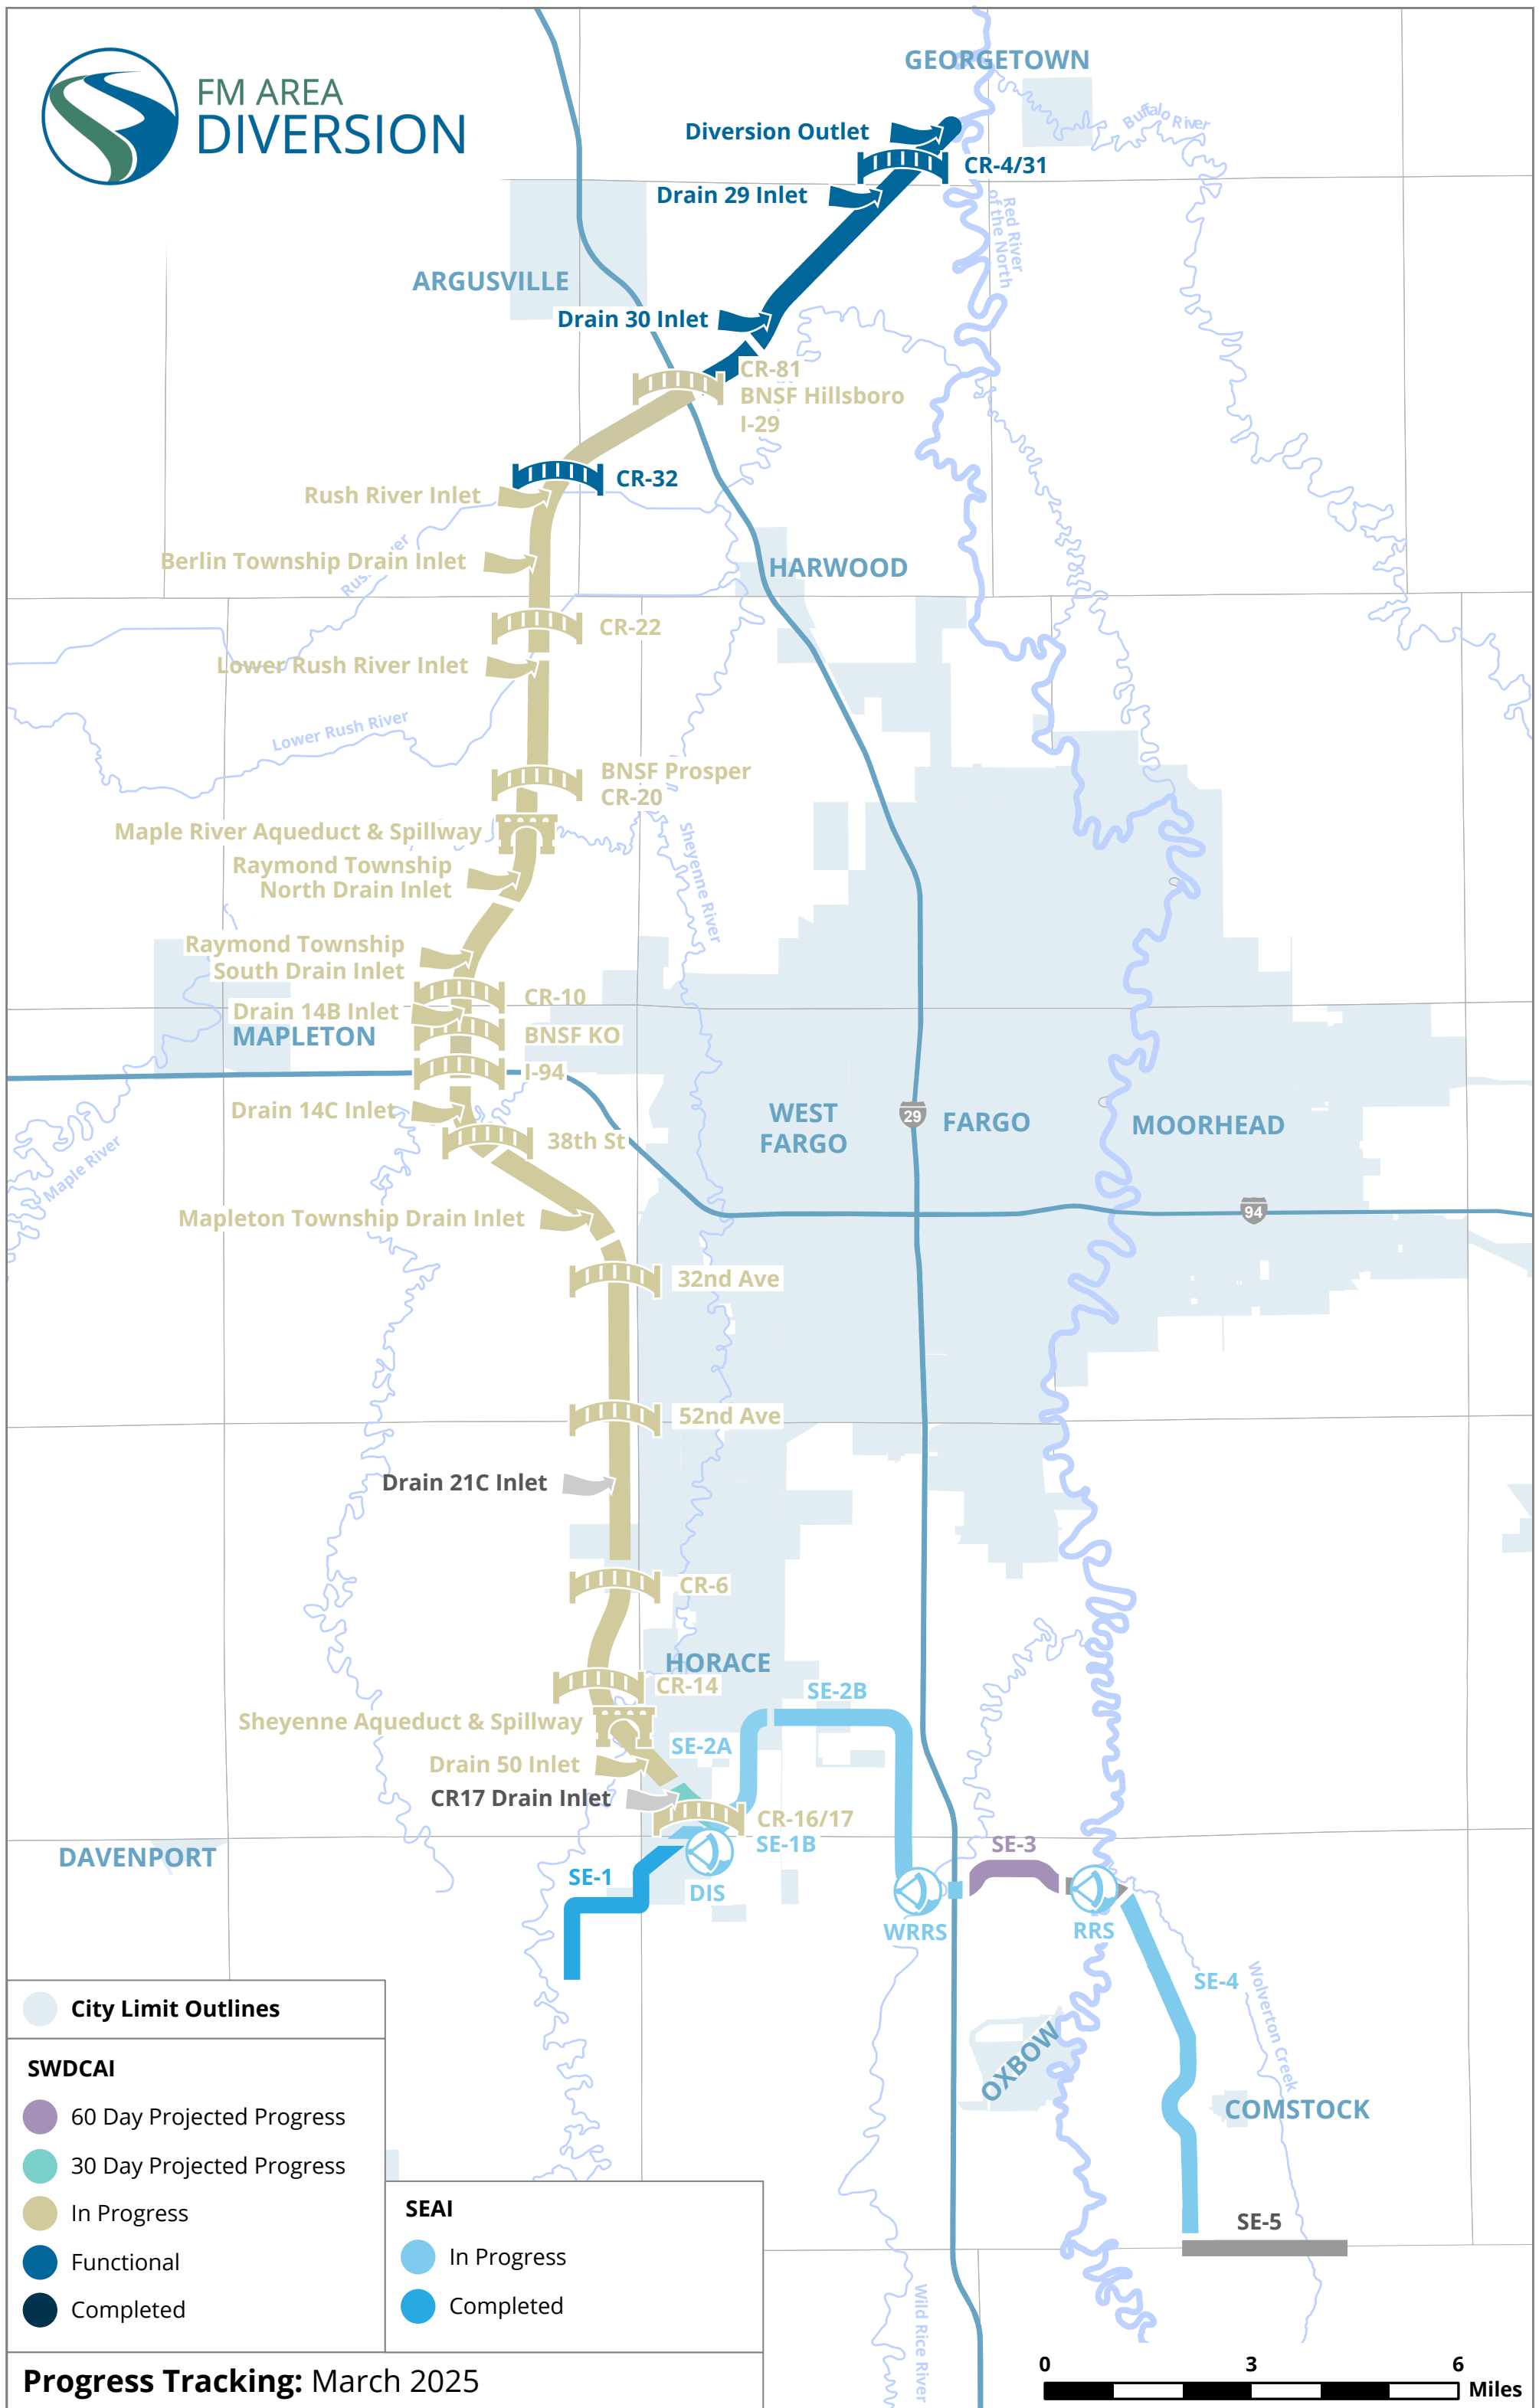 FM AREA
DIVERSION
GEORGETOWN
Buffalo River
Diversion Outlet
CR-4/31
Drain 29 Inlet
Red River
of the North
ARGUSVILLE
Drain 30 Inlet
CR-81
BNSF Hillsboro
I-29
CR-32
Rush River Inlet
Berlin Township Drain Inlet
HARWOOD
CR-22
Lower Rush River Inlet
Lower Rush River
BNSF Prosper
CR-20
Maple River Aqueduct & Spillway
Sheyenne River
Raymond Township
North Drain Inlet
Raymond Township
South Drain Inlet
CR-10
Drain 14B Inlet
MAPLETON
BNSF KO
I-94
Drain 14C Inlet
38th St
Maple River
WEST
FARGO
29
FARGO
MOORHEAD
94
Mapleton Township Drain Inlet
32nd Ave
52nd Ave
Drain 21C Inlet
CR-6
HORACE
CR-14
SE-2B
Sheyenne Aqueduct & Spillway
SE-2A
Drain 50 Inlet
CR17 Drain Inlet
CR-16/17
SE-1B
DAVENPORT
SE-1
DIS
SE-3
WRRS
RRS
SE-4
Wolverton Creek
OXBOW
COMSTOCK
SE-5
Wild Rice River
City Limit Outlines
SWDCAI
60 Day Projected Progress
30 Day Projected Progress
In Progress
Functional
Completed
SEAI
In Progress
Completed
Progress Tracking: March 2025
0 3 6
Miles